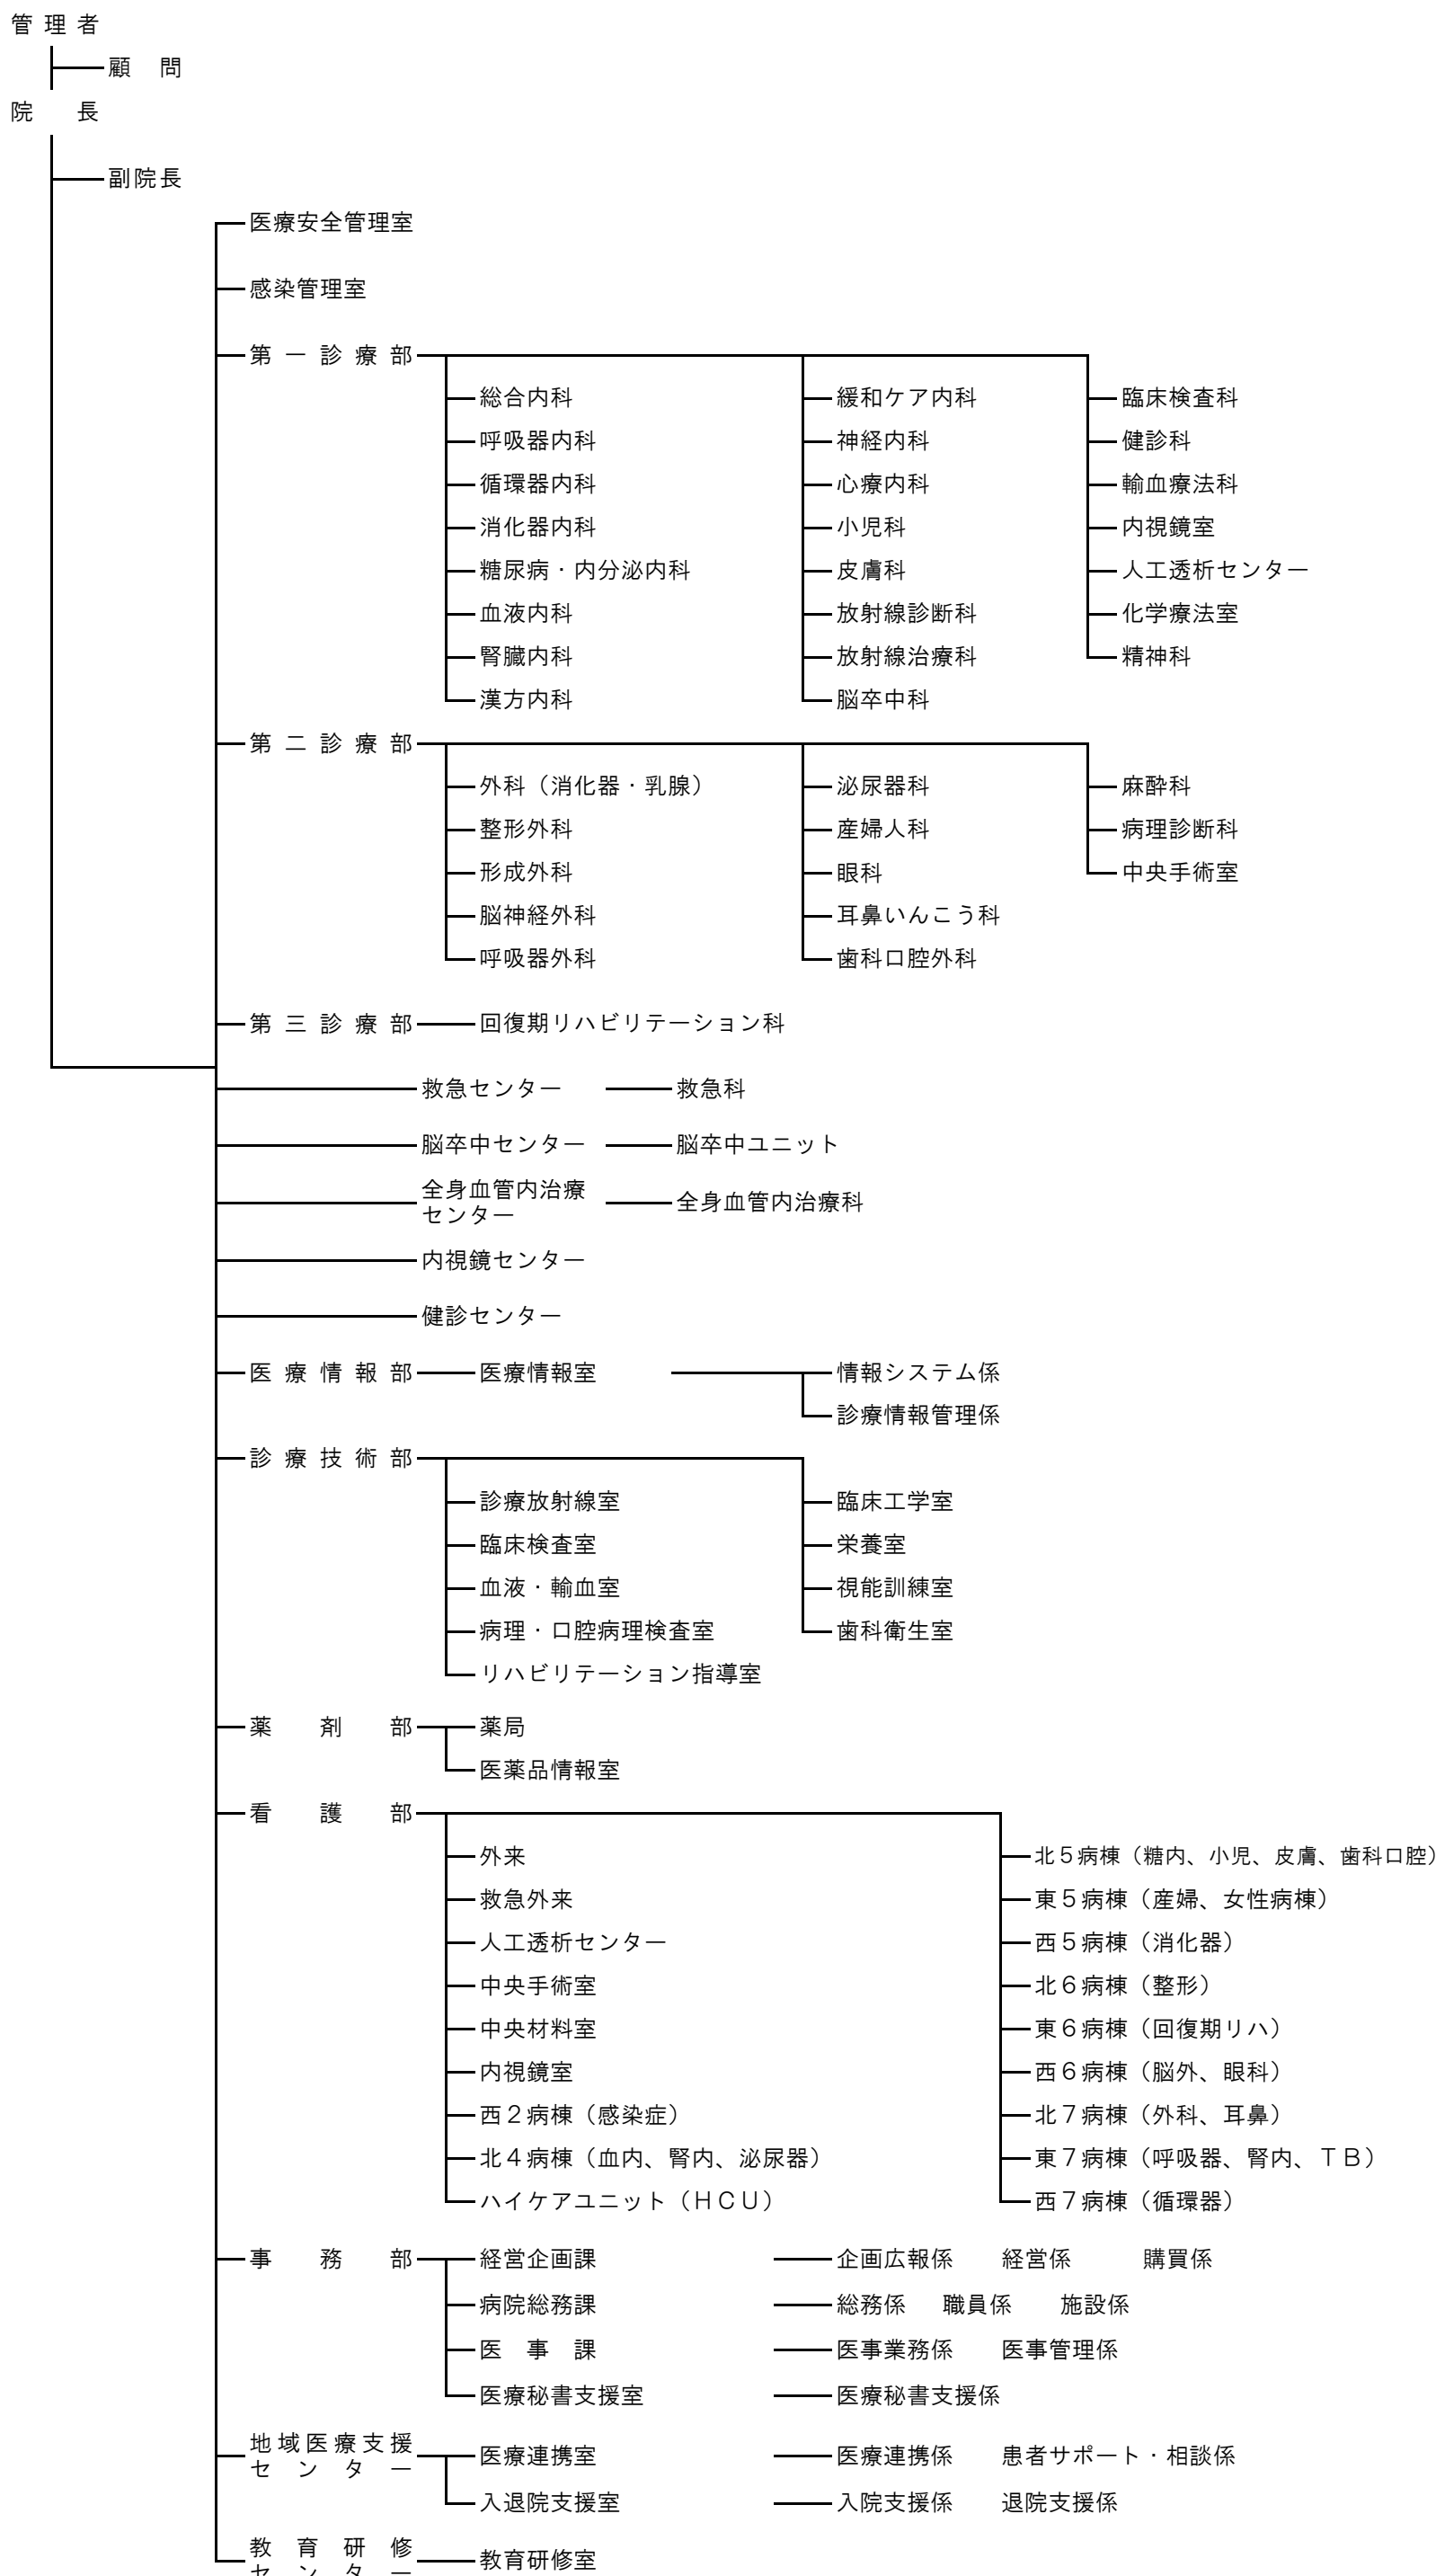 管理者
顧問
院長
副院長
医療安全管理室
感染管理室
第一診療部
総合内科 緩和ケア内科 臨床検査科
呼吸器内科 神経内科 健診科
循環器内科 心療内科 輸血療法科
消化器内科 小児科 内視鏡室
糖尿病・内分泌内科 皮膚科 人工透析センター
血液内科 放射線診断科 化学療法室
腎臓内科 放射線治療科 精神科
漢方内科 脳卒中科
第二診療部
外科（消化器・乳腺） 泌尿器科 麻酔科
整形外科 産婦人科 病理診断科
形成外科 眼科 中央手術室
脳神経外科 耳鼻いんこう科
呼吸器外科 歯科口腔外科
第三診療部 回復期リハビリテーション科
救急センター 救急科
脳卒中センター 脳卒中ユニット
全身血管内治療
センター 全身血管内治療科
内視鏡センター
健診センター
医療情報部 医療情報室 情報システム係
診療情報管理係
診療技術部
診療放射線室 臨床工学室
臨床検査室 栄養室
血液・輸血室 視能訓練室
病理・口腔病理検査室 歯科衛生室
リハビリテーション指導室
薬剤部 薬局
医薬品情報室
看護部
外来 北５病棟（糖内、小児、皮膚、歯科口腔）
救急外来 東５病棟（産婦、女性病棟）
人工透析センター 西５病棟（消化器）
中央手術室 北６病棟（整形）
中央材料室 東６病棟（回復期リハ）
内視鏡室 西６病棟（脳外、眼科）
西２病棟（感染症） 北７病棟（外科、耳鼻）
北４病棟（血内、腎内、泌尿器） 東７病棟（呼吸器、腎内、ＴＢ）
ハイケアユニット（ＨＣＵ） 西７病棟（循環器）
事務部 経営企画課 企画広報係 経営係 購買係
病院総務課 総務係 職員係 施設係
医事課 医事業務係 医事管理係
医療秘書支援室 医療秘書支援係
地域医療支援
センター 医療連携室 医療連携係 患者サポート・相談係
入退院支援室 入院支援係 退院支援係
教育研修
センター 教育研修室